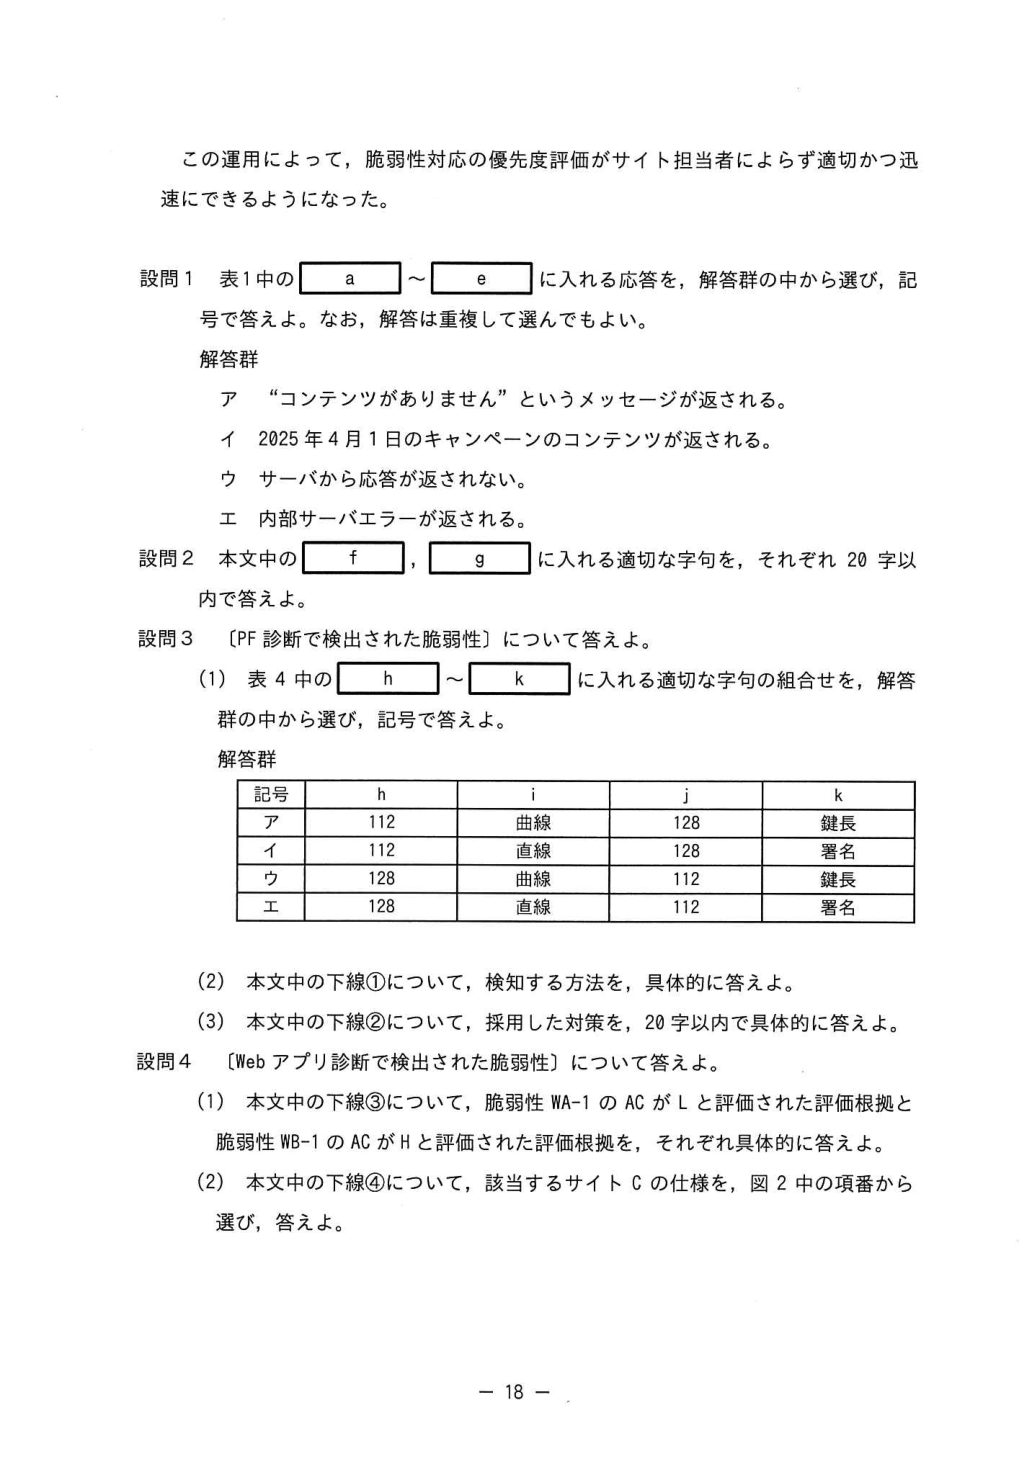 この運用によって，脆弱性対応の優先度評価がサイト担当者によらず適切かつ迅
速にできるようになった。
設問1　表1中の a ～ e に入れる応答を，解答群の中から選び，記
号で答えよ。なお，解答は重複して選んでもよい。
解答群
ア　“コンテンツがありません”というメッセージが返される。
イ　2025年4月1日のキャンペーンのコンテンツが返される。
ウ　サーバから応答が返されない。
エ　内部サーバエラーが返される。
設問2　本文中の f ， g に入れる適切な字句を，それぞれ 20 字以
内で答えよ。
設問3　〔PF 診断で検出された脆弱性〕について答えよ。
(1)　表 4 中の h ～ k に入れる適切な字句の組合せを，解答
群の中から選び，記号で答えよ。
解答群
記号　h　i　j　k
ア　112　曲線　128　鍵長
イ　112　直線　128　署名
ウ　128　曲線　112　鍵長
エ　128　直線　112　署名
(2)　本文中の下線①について，検知する方法を，具体的に答えよ。
(3)　本文中の下線②について，採用した対策を，20 字以内で具体的に答えよ。
設問4　〔Web アプリ診断で検出された脆弱性〕について答えよ。
(1)　本文中の下線③について，脆弱性 WA-1 の AC が L と評価された評価根拠と
脆弱性 WB-1 の AC が H と評価された評価根拠を，それぞれ具体的に答えよ。
(2)　本文中の下線④について，該当するサイト C の仕様を，図 2 中の項番から
選び，答えよ。
― 18 ―